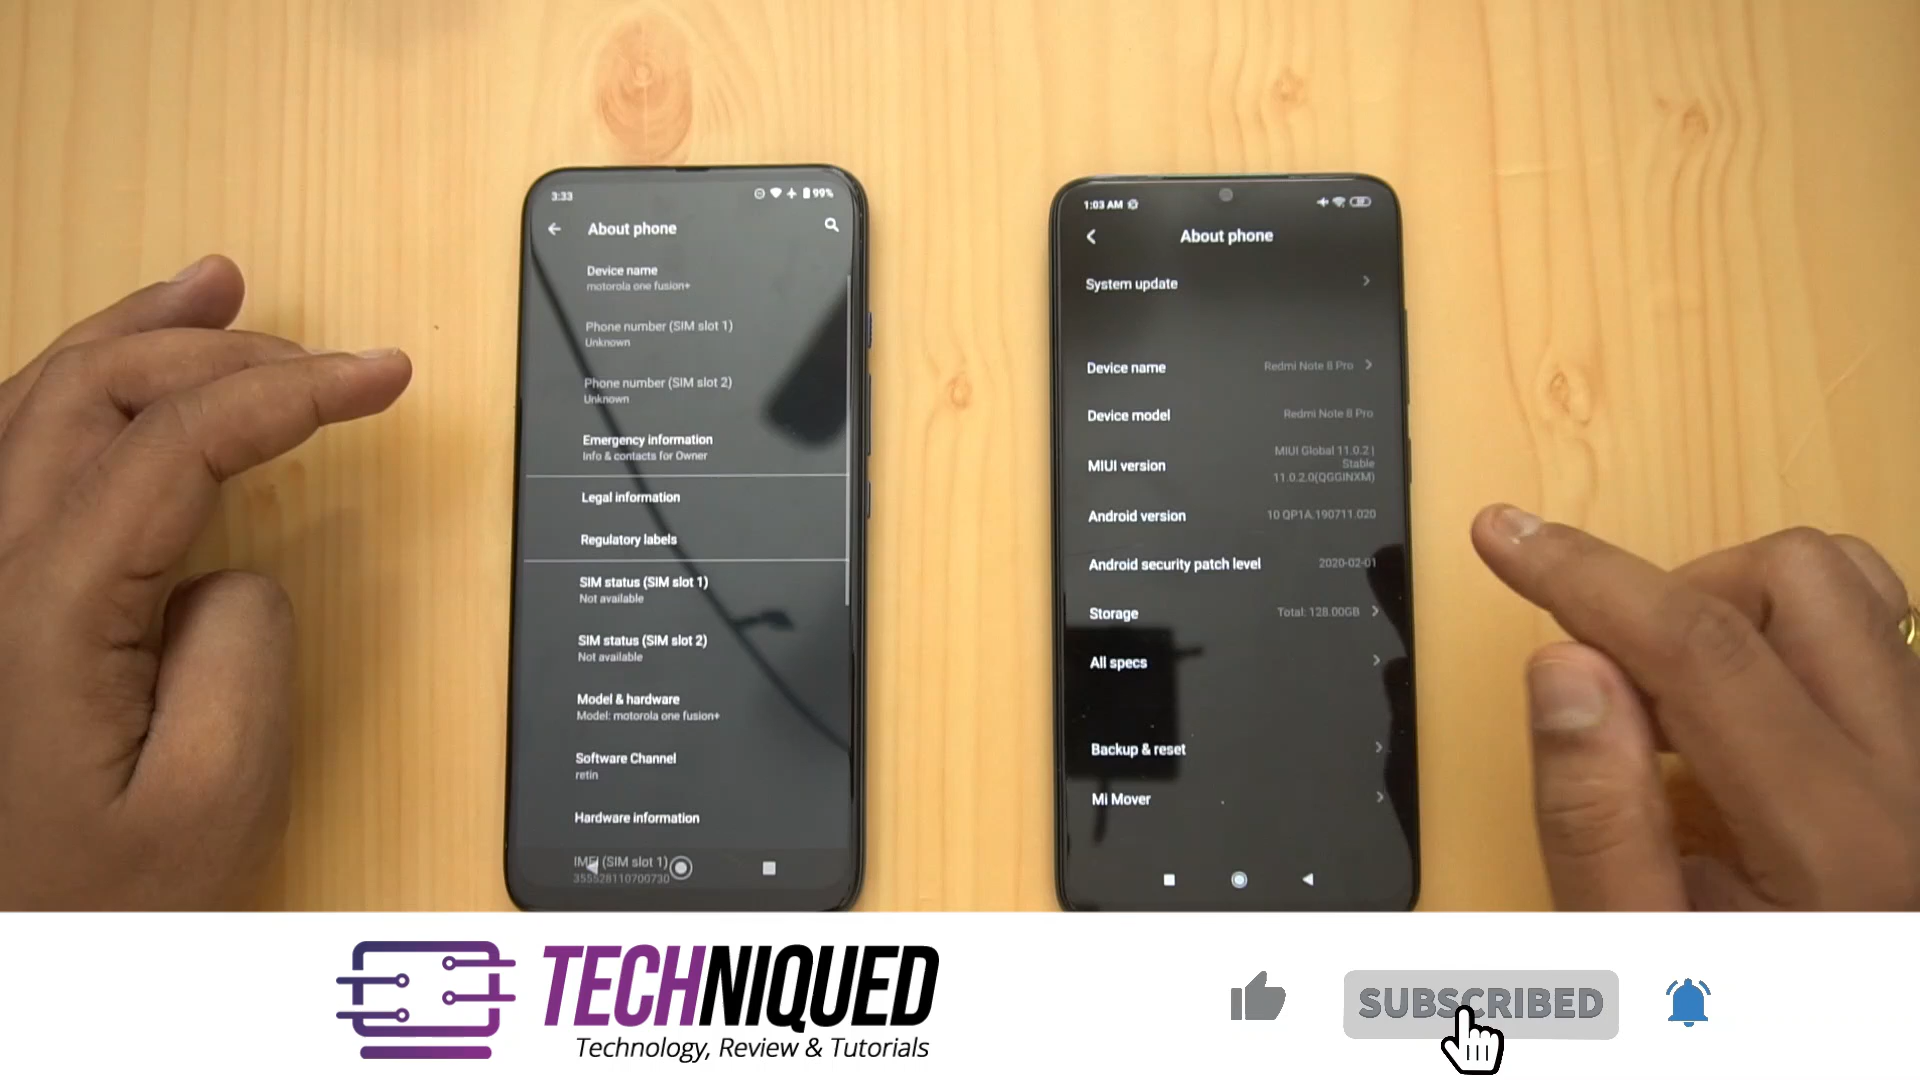 3:33
99%
About phone
Device name
motorola one fusion+
Phone number (SIM slot 1)
Unknown
Phone number (SIM slot 2)
Unknown
Emergency information
Info & contacts for Owner
Legal information
Regulatory labels
SIM status (SIM slot 1)
Not available
SIM status (SIM slot 2)
Not available
Model & hardware
Model: motorola one fusion+
Software Channel
retin
Hardware information
IMEI (SIM slot 1)
355528110700730
1:03 AM
About phone
System update
Device name Redmi Note 8 Pro
Device model Redmi Note 8 Pro
MIUI version
MIUI Global 11.0.2 |
Stable
11.0.2.0(QGGINXM)
Android version 10 QP1A.190711.020
Android security patch level 2020-02-01
Storage Total: 128.00GB
All specs
Backup & reset
Mi Mover
TECHNIQUED
Technology, Review & Tutorials
SUBSCRIBED